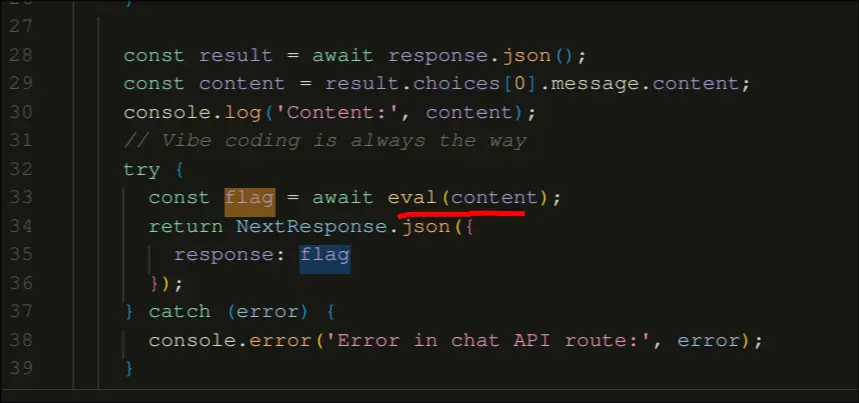 26 }
27
28 const result = await response.json();
29 const content = result.choices[0].message.content;
30 console.log('Content:', content);
31 // Vibe coding is always the way
32 try {
33 const flag = await eval(content);
34 return NextResponse.json({
35 response: flag
36 });
37 } catch (error) {
38 console.error('Error in chat API route:', error);
39 }